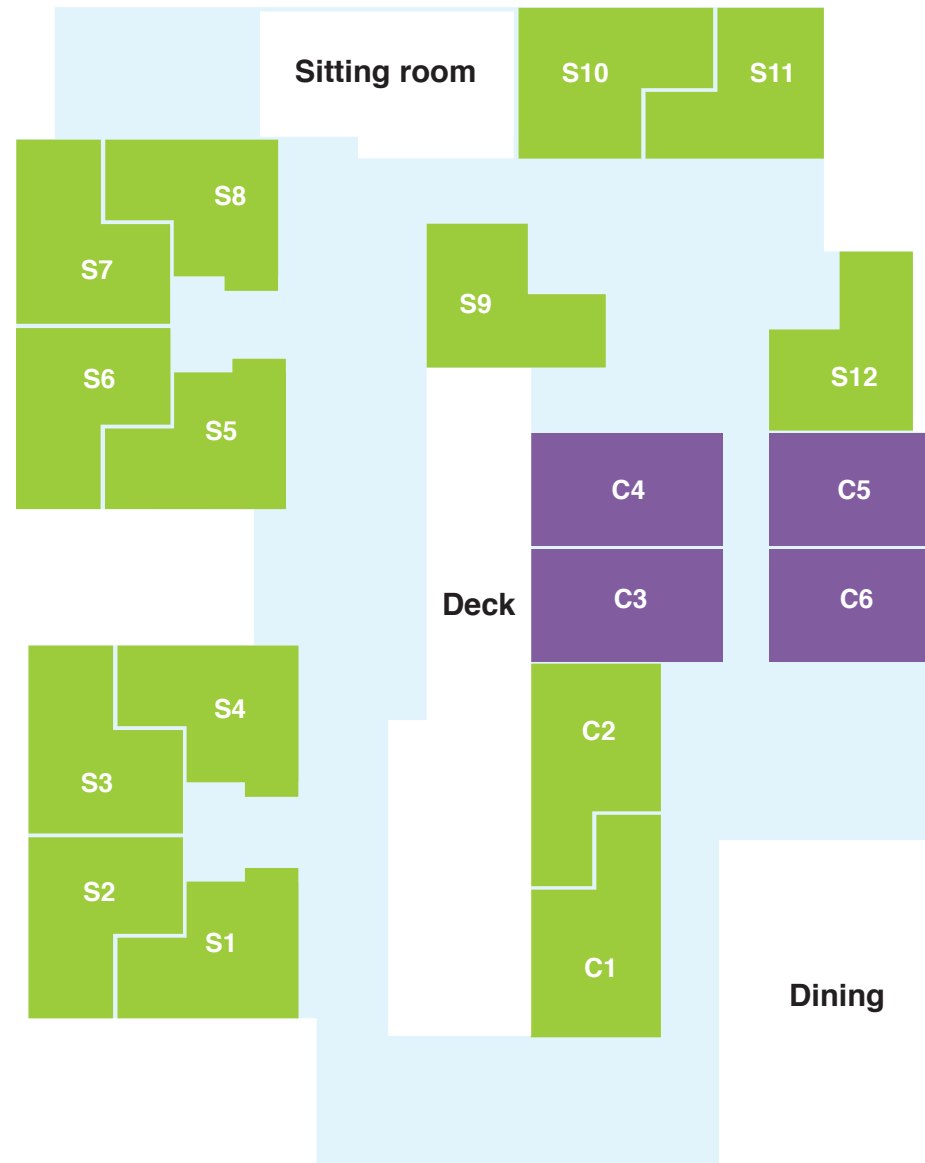 Sitting room
S10
S11
S8
S7
S9
S6
S12
S5
C4
C5
Deck
C3
C6
S4
C2
S3
S2
S1
C1
Dining